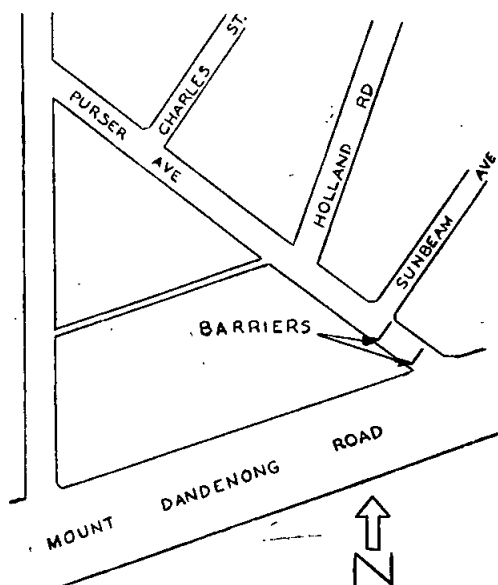 PURSER AVE
CHARLES ST.
HOLLAND RD
SUNBEAM AVE
BARRIERS
MOUNT DANDENONG ROAD
N